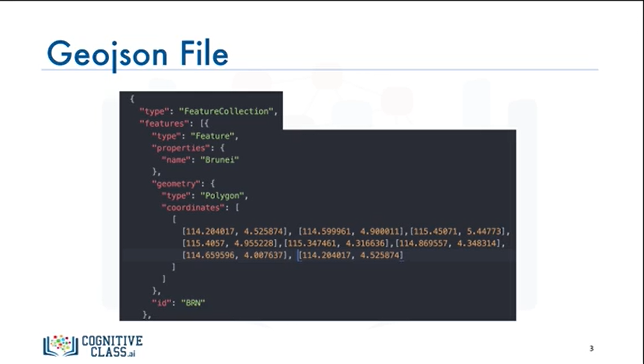 Geojson File
{
"type": "FeatureCollection",
"features": [{
"type": "Feature",
"properties": {
"name": "Brunei"
},
"geometry": {
"type": "Polygon",
"coordinates": [
[
[114.204017, 4.525874], [114.599961, 4.900011],[115.45071, 5.44773],
[115.4057, 4.955228],[115.347461, 4.316636],[114.869557, 4.348314],
[114.659596, 4.007637], [114.204017, 4.525874]
]
]
},
"id": "BRN"
},
COGNITIVE
CLASS.ai
3